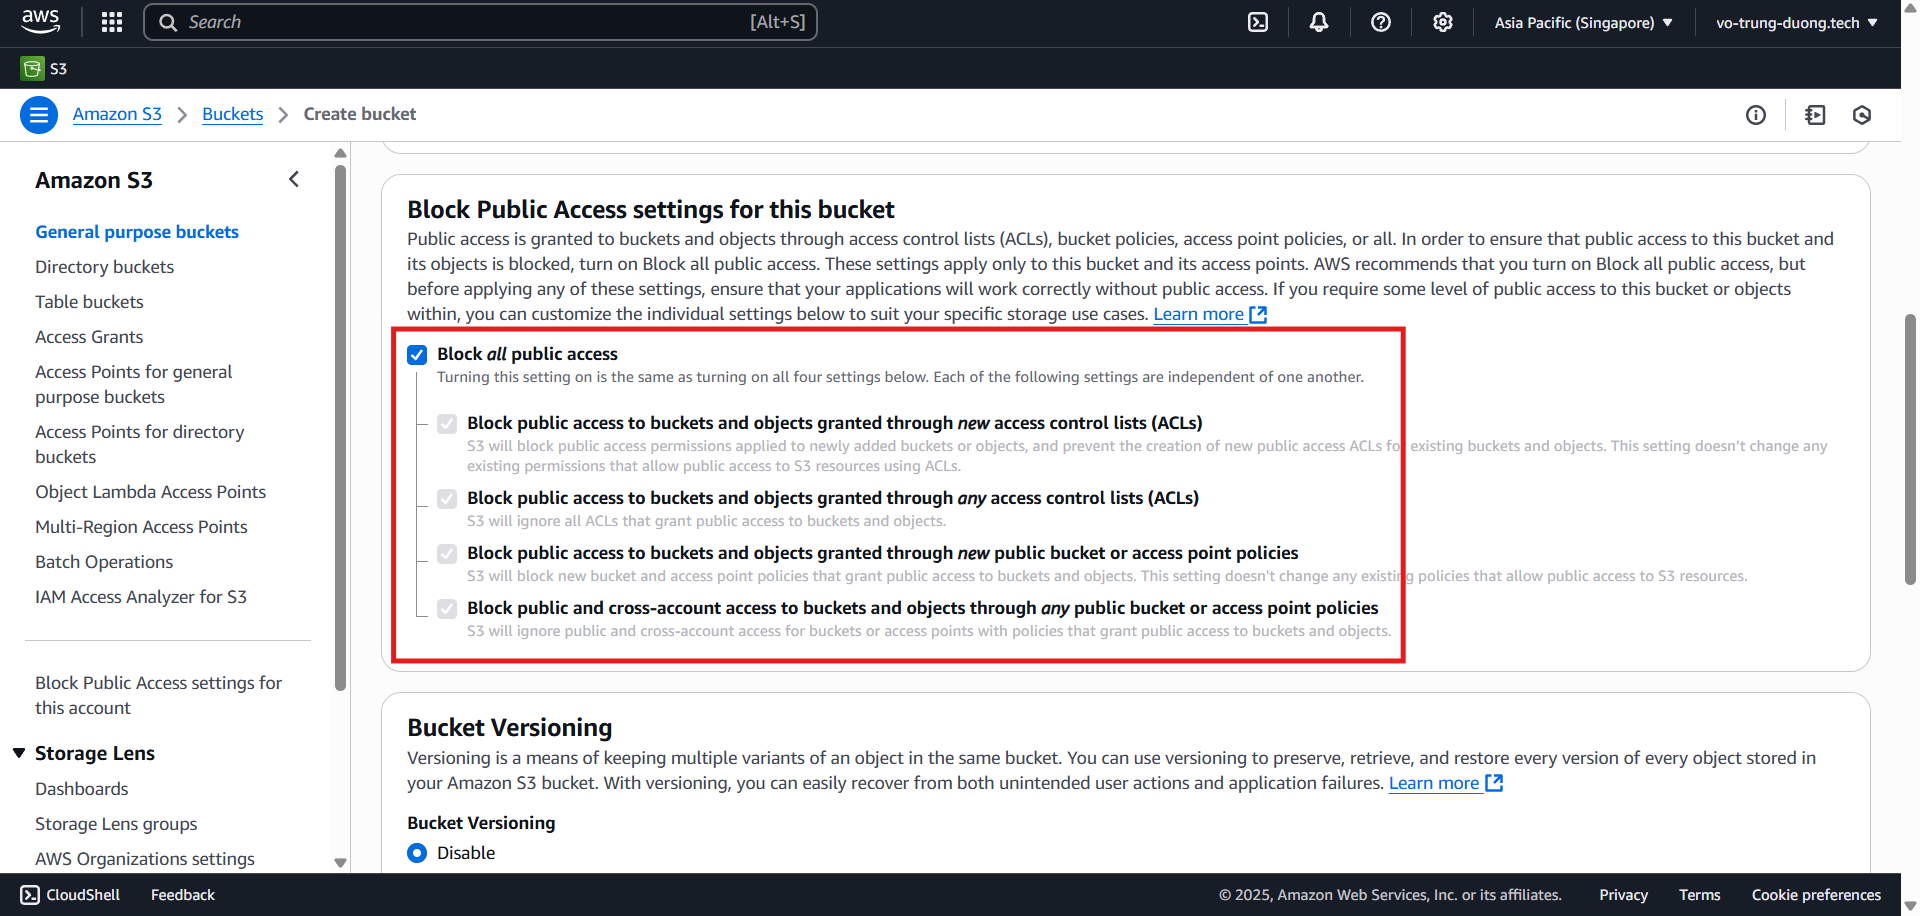 aws
Search
[Alt+S]
Asia Pacific (Singapore)
vo-trung-duong.tech
S3
Amazon S3
Buckets
Create bucket
Amazon S3
General purpose buckets
Directory buckets
Table buckets
Access Grants
Access Points for general
purpose buckets
Access Points for directory
buckets
Object Lambda Access Points
Multi-Region Access Points
Batch Operations
IAM Access Analyzer for S3
Block Public Access settings for
this account
Storage Lens
Dashboards
Storage Lens groups
AWS Organizations settings
Block Public Access settings for this bucket
Public access is granted to buckets and objects through access control lists (ACLs), bucket policies, access point policies, or all. In order to ensure that public access to this bucket and
its objects is blocked, turn on Block all public access. These settings apply only to this bucket and its access points. AWS recommends that you turn on Block all public access, but
before applying any of these settings, ensure that your applications will work correctly without public access. If you require some level of public access to this bucket or objects
within, you can customize the individual settings below to suit your specific storage use cases. Learn more
Block all public access
Turning this setting on is the same as turning on all four settings below. Each of the following settings are independent of one another.
Block public access to buckets and objects granted through new access control lists (ACLs)
S3 will block public access permissions applied to newly added buckets or objects, and prevent the creation of new public access ACLs for existing buckets and objects. This setting doesn't change any
existing permissions that allow public access to S3 resources using ACLs.
Block public access to buckets and objects granted through any access control lists (ACLs)
S3 will ignore all ACLs that grant public access to buckets and objects.
Block public access to buckets and objects granted through new public bucket or access point policies
S3 will block new bucket and access point policies that grant public access to buckets and objects. This setting doesn't change any existing policies that allow public access to S3 resources.
Block public and cross-account access to buckets and objects through any public bucket or access point policies
S3 will ignore public and cross-account access for buckets or access points with policies that grant public access to buckets and objects.
Bucket Versioning
Versioning is a means of keeping multiple variants of an object in the same bucket. You can use versioning to preserve, retrieve, and restore every version of every object stored in
your Amazon S3 bucket. With versioning, you can easily recover from both unintended user actions and application failures. Learn more
Bucket Versioning
Disable
CloudShell
Feedback
© 2025, Amazon Web Services, Inc. or its affiliates.
Privacy
Terms
Cookie preferences